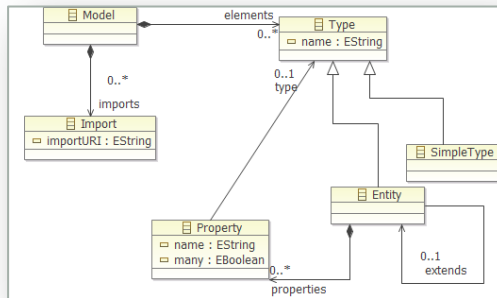 Model
elements
0..*
Type
name : EString
0..*
imports
0..1
type
Import
importURI : EString
SimpleType
Entity
Property
name : EString
many : EBoolean
0..*
properties
0..1
extends